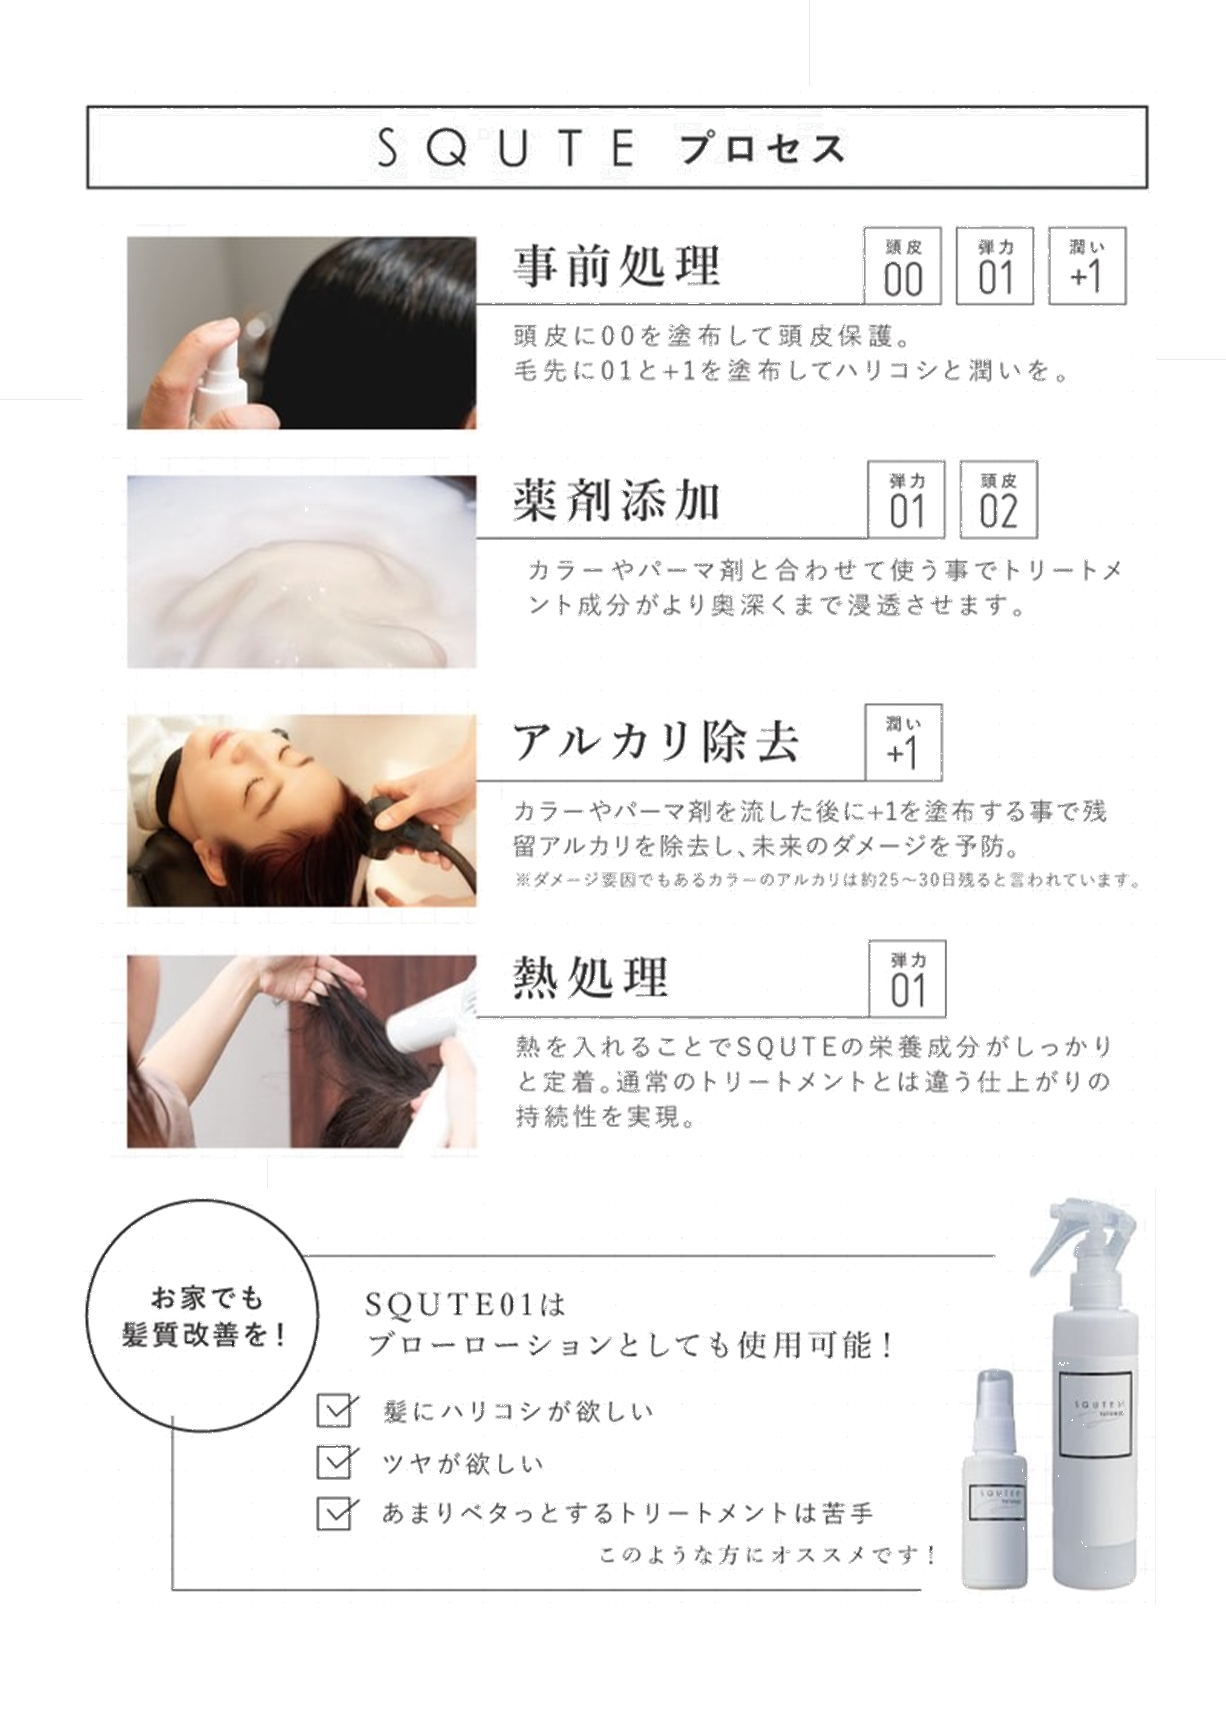 SQUTE プロセス
事前処理
頭皮
00
弾力
01
潤い
+1
頭皮に00を塗布して頭皮保護。
毛先に01と+1を塗布してハリコシと潤いを。
薬剤添加
弾力
01
頭皮
02
カラーやパーマ剤と合わせて使う事でトリートメ
ント成分がより奥深くまで浸透させます。
アルカリ除去
潤い
+1
カラーやパーマ剤を流した後に+1を塗布する事で残
留アルカリを除去し、未来のダメージを予防。
※ダメージ要因でもあるカラーのアルカリは約25～30日残ると言われています。
熱処理
弾力
01
熱を入れることでSQUTEの栄養成分がしっかり
と定着。通常のトリートメントとは違う仕上がりの
持続性を実現。
お家でも
髪質改善を！
SQUTE01は
ブローローションとしても使用可能！
髪にハリコシが欲しい
ツヤが欲しい
あまりベタっとするトリートメントは苦手
このような方にオススメです！
SQUTE
SQUTE